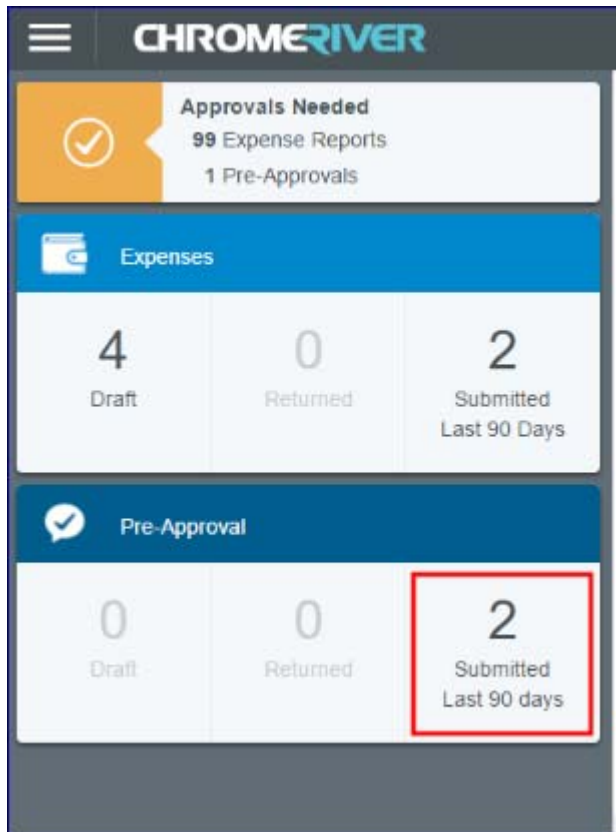 CHROMERIVER
Approvals Needed
99 Expense Reports
1 Pre-Approvals
Expenses
4
Draft
0
Returned
2
Submitted
Last 90 Days
Pre-Approval
0
Draft
0
Returned
2
Submitted
Last 90 days